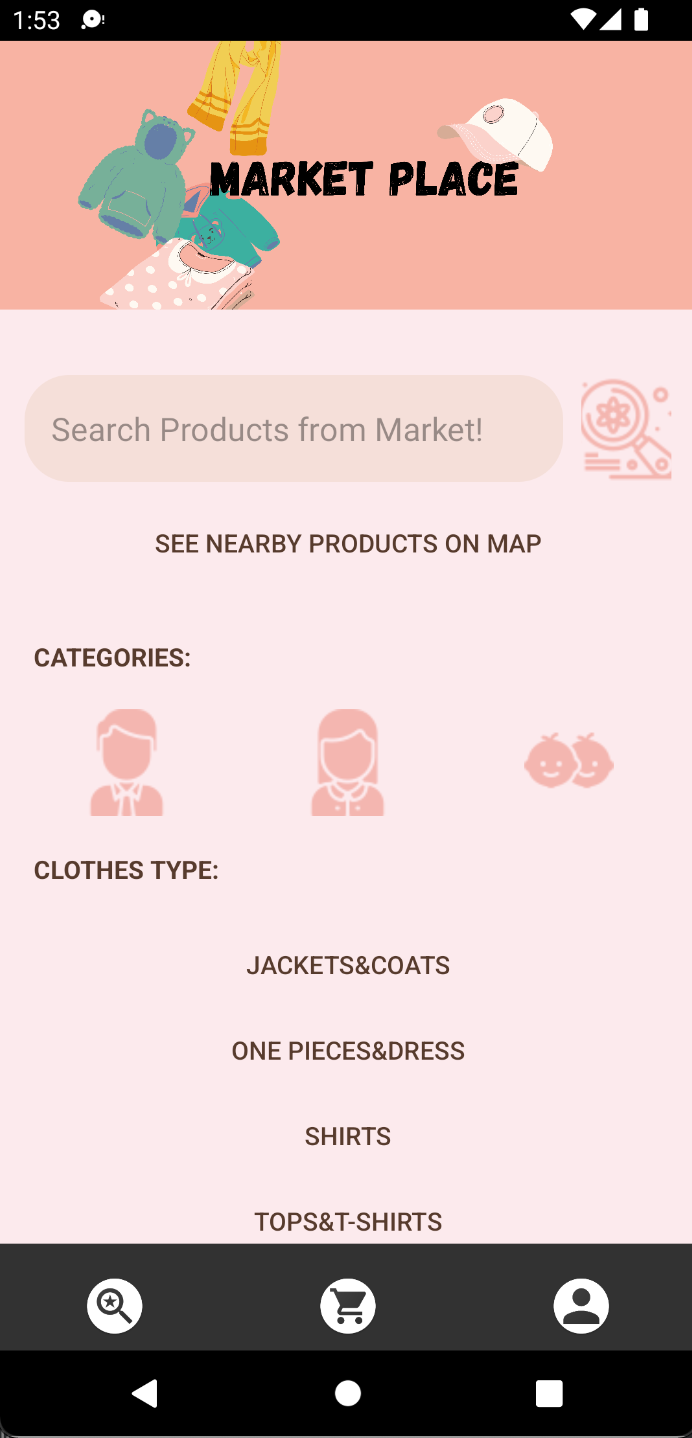 1:53
MARKET PLACE
Search Products from Market!
SEE NEARBY PRODUCTS ON MAP
CATEGORIES:
CLOTHES TYPE:
JACKETS&COATS
ONE PIECES&DRESS
SHIRTS
TOPS&T-SHIRTS